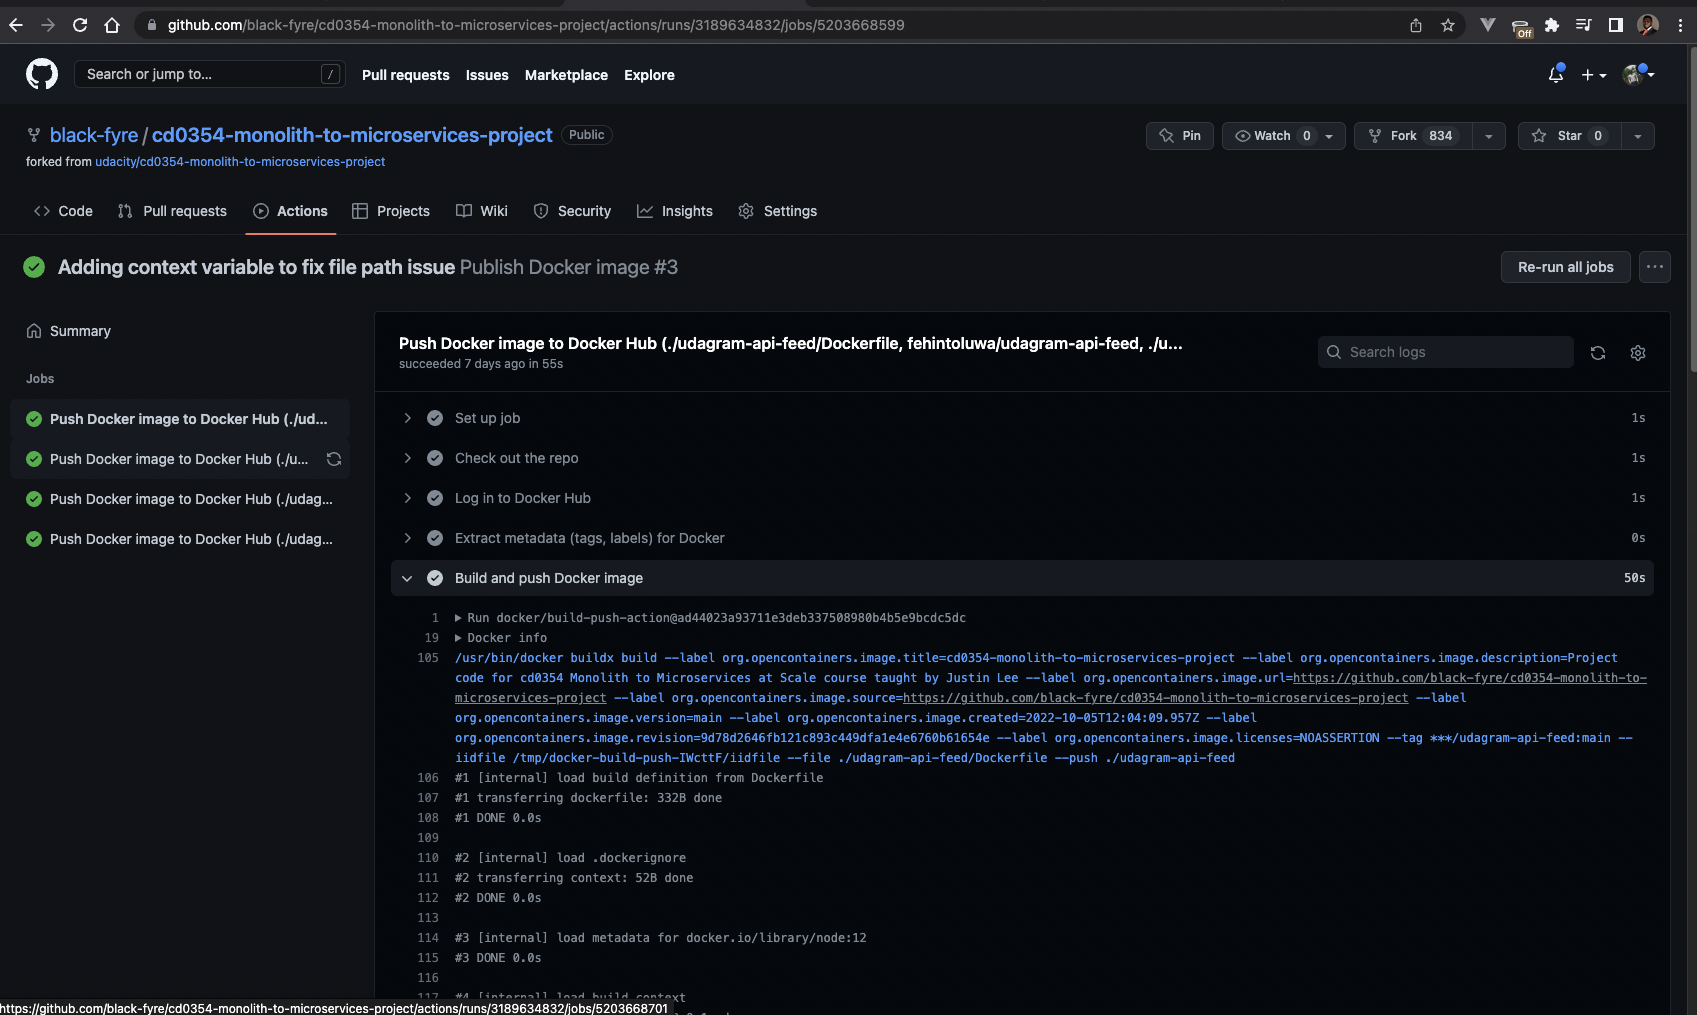 github.com/black-fyre/cd0354-monolith-to-microservices-project/actions/runs/3189634832/jobs/5203668599
Off
Search or jump to... /
Pull requests Issues Marketplace Explore
black-fyre / cd0354-monolith-to-microservices-project Public
Pin Watch 0 Fork 834 Star 0
forked from udacity/cd0354-monolith-to-microservices-project
Code Pull requests Actions Projects Wiki Security Insights Settings
Adding context variable to fix file path issue Publish Docker image #3
Re-run all jobs
Summary
Jobs
Push Docker image to Docker Hub (./ud...
Push Docker image to Docker Hub (./u...
Push Docker image to Docker Hub (./udag...
Push Docker image to Docker Hub (./udag...
Push Docker image to Docker Hub (./udagram-api-feed/Dockerfile, fehintoluwa/udagram-api-feed, ./u...
succeeded 7 days ago in 55s
Search logs
Set up job 1s
Check out the repo 1s
Log in to Docker Hub 1s
Extract metadata (tags, labels) for Docker 0s
Build and push Docker image 50s
1 Run docker/build-push-action@ad44023a93711e3deb337508980b4b5e9bcdc5dc
19 Docker info
105 /usr/bin/docker buildx build --label org.opencontainers.image.title=cd0354-monolith-to-microservices-project --label org.opencontainers.image.description=Project
code for cd0354 Monolith to Microservices at Scale course taught by Justin Lee --label org.opencontainers.image.url=https://github.com/black-fyre/cd0354-monolith-to-
microservices-project --label org.opencontainers.image.source=https://github.com/black-fyre/cd0354-monolith-to-microservices-project --label
org.opencontainers.image.version=main --label org.opencontainers.image.created=2022-10-05T12:04:09.957Z --label
org.opencontainers.image.revision=9d78d2646fb121c893c449dfa1e4e6760b61654e --label org.opencontainers.image.licenses=NOASSERTION --tag ***/udagram-api-feed:main --
iidfile /tmp/docker-build-push-IWcttF/iidfile --file ./udagram-api-feed/Dockerfile --push ./udagram-api-feed
106 #1 [internal] load build definition from Dockerfile
107 #1 transferring dockerfile: 332B done
108 #1 DONE 0.0s
109
110 #2 [internal] load .dockerignore
111 #2 transferring context: 52B done
112 #2 DONE 0.0s
113
114 #3 [internal] load metadata for docker.io/library/node:12
115 #3 DONE 0.0s
116
117 #4 [internal] load build context
https://github.com/black-fyre/cd0354-monolith-to-microservices-project/actions/runs/3189634832/jobs/5203668701